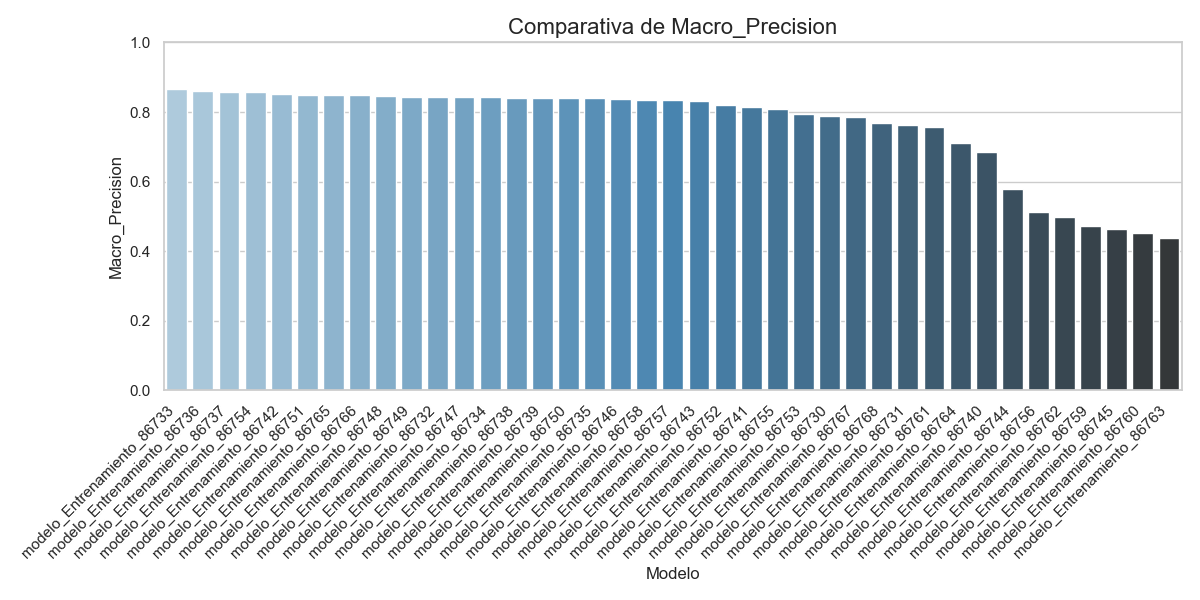 Comparativa de Macro_Precision
Macro_Precision
1.0
0.8
0.6
0.4
0.2
0.0
modelo_Entrenamiento_86733
modelo_Entrenamiento_86736
modelo_Entrenamiento_86737
modelo_Entrenamiento_86754
modelo_Entrenamiento_86742
modelo_Entrenamiento_86751
modelo_Entrenamiento_86765
modelo_Entrenamiento_86766
modelo_Entrenamiento_86748
modelo_Entrenamiento_86749
modelo_Entrenamiento_86732
modelo_Entrenamiento_86747
modelo_Entrenamiento_86734
modelo_Entrenamiento_86738
modelo_Entrenamiento_86739
modelo_Entrenamiento_86750
modelo_Entrenamiento_86735
modelo_Entrenamiento_86746
modelo_Entrenamiento_86758
modelo_Entrenamiento_86757
modelo_Entrenamiento_86743
modelo_Entrenamiento_86752
modelo_Entrenamiento_86741
modelo_Entrenamiento_86755
modelo_Entrenamiento_86753
modelo_Entrenamiento_86730
modelo_Entrenamiento_86767
modelo_Entrenamiento_86768
modelo_Entrenamiento_86731
modelo_Entrenamiento_86761
modelo_Entrenamiento_86764
modelo_Entrenamiento_86740
modelo_Entrenamiento_86744
modelo_Entrenamiento_86756
modelo_Entrenamiento_86762
modelo_Entrenamiento_86759
modelo_Entrenamiento_86745
modelo_Entrenamiento_86760
modelo_Entrenamiento_86763
Modelo